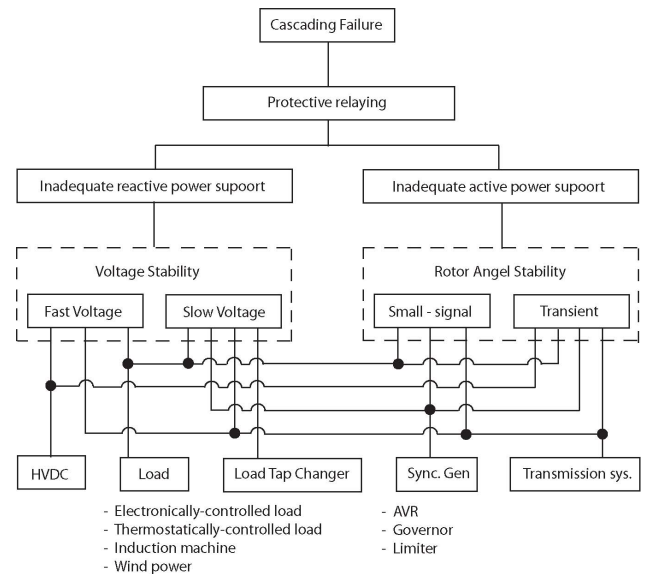 Cascading Failure
Protective relaying
Inadequate reactive power supoort
Inadequate active power supoort
Voltage Stability
Rotor Angel Stability
Fast Voltage
Slow Voltage
Small - signal
Transient
HVDC
Load
Load Tap Changer
Sync. Gen
Transmission sys.
- Electronically-controlled load
- Thermostatically-controlled load
- Induction machine
- Wind power
- AVR
- Governor
- Limiter